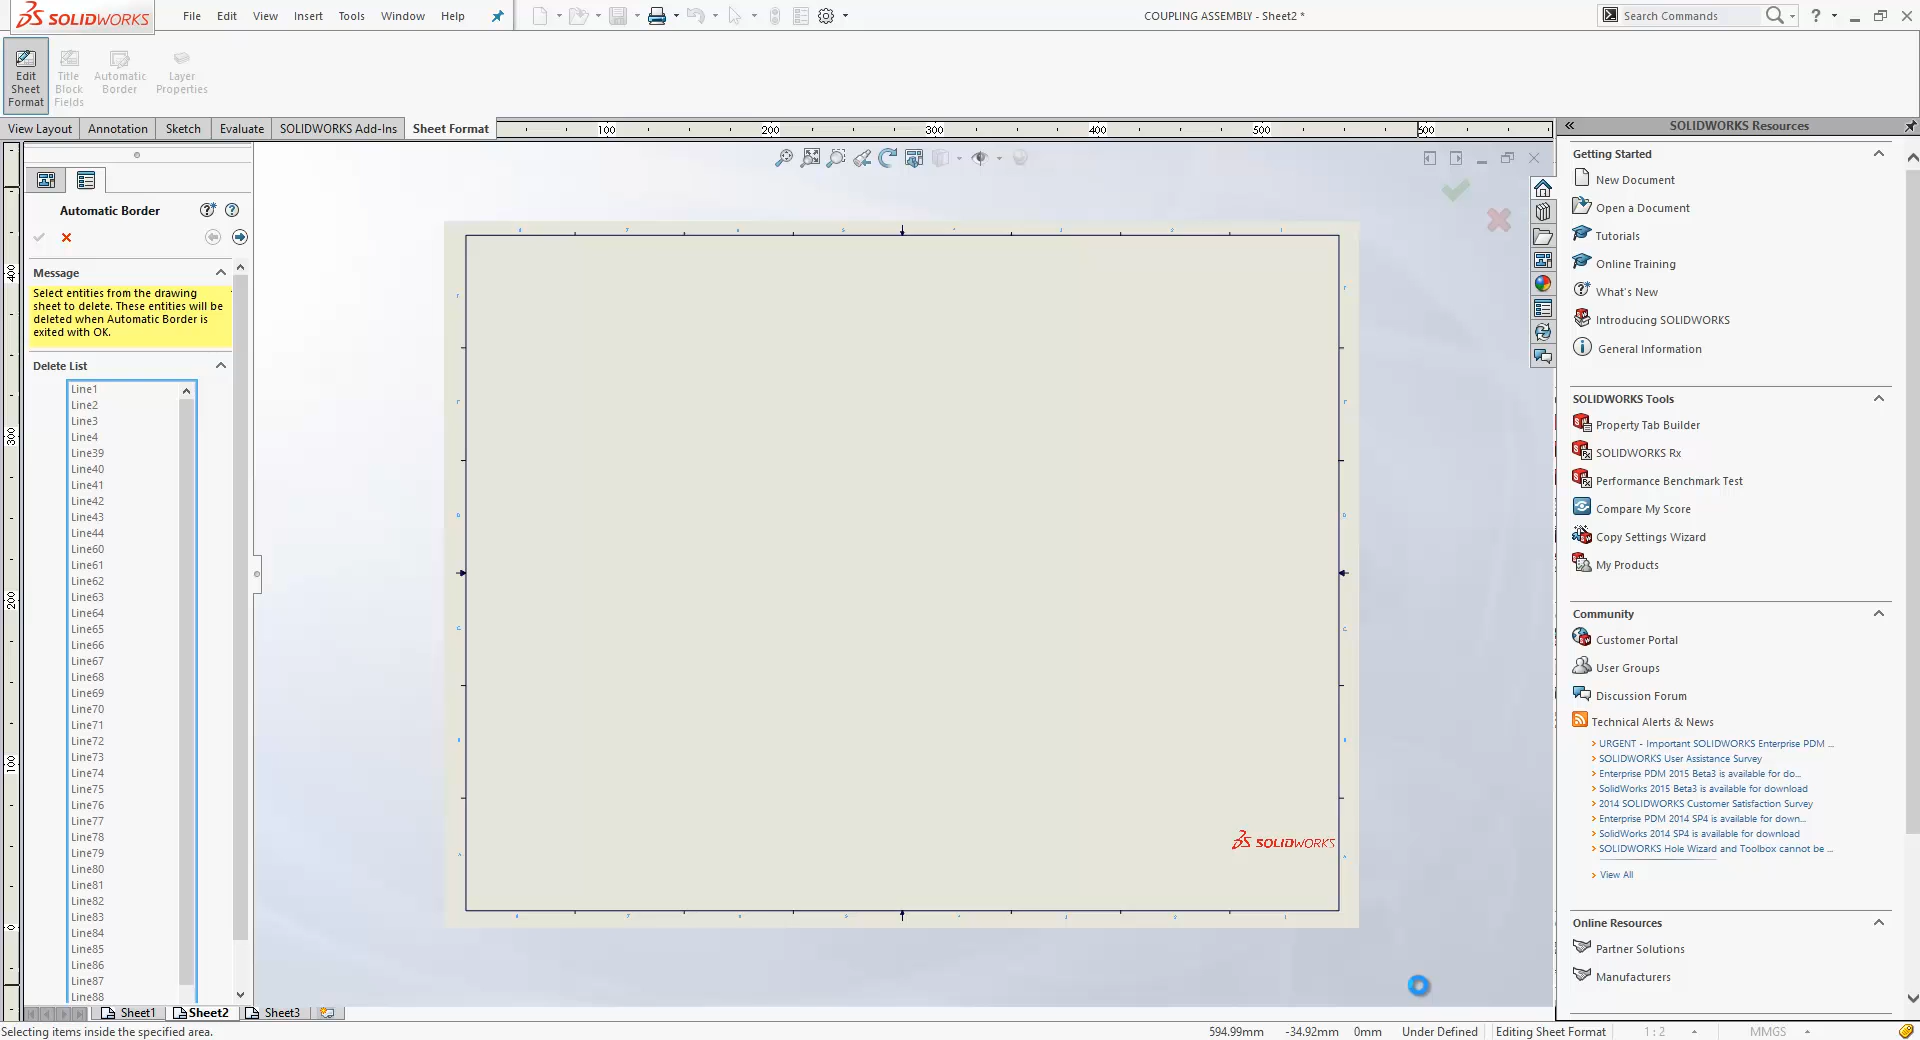 SOLIDWORKS
File Edit View Insert Tools Window Help
COUPLING ASSEMBLY - Sheet2 *
Search Commands
Edit Sheet Format
Title Block Fields
Automatic Border
Layer Properties
View Layout Annotation Sketch Evaluate SOLIDWORKS Add-Ins Sheet Format
100 200 300 400 500 600
400
300
200
100
0
Automatic Border
Message
Select entities from the drawing
sheet to delete. These entities will be
deleted when Automatic Border is
exited with OK.
Delete List
Line1
Line2
Line3
Line4
Line39
Line40
Line41
Line42
Line43
Line44
Line60
Line61
Line62
Line63
Line64
Line65
Line66
Line67
Line68
Line69
Line70
Line71
Line72
Line73
Line74
Line75
Line76
Line77
Line78
Line79
Line80
Line81
Line82
Line83
Line84
Line85
Line86
Line87
Line88
SOLIDWORKS
SOLIDWORKS Resources
Getting Started
New Document
Open a Document
Tutorials
Online Training
What's New
Introducing SOLIDWORKS
General Information
SOLIDWORKS Tools
Property Tab Builder
SOLIDWORKS Rx
Performance Benchmark Test
Compare My Score
Copy Settings Wizard
My Products
Community
Customer Portal
User Groups
Discussion Forum
Technical Alerts & News
URGENT - Important SOLIDWORKS Enterprise PDM ...
SOLIDWORKS User Assistance Survey
Enterprise PDM 2015 Beta3 is available for do...
SolidWorks 2015 Beta3 is available for download
2014 SOLIDWORKS Customer Satisfaction Survey
Enterprise PDM 2014 SP4 is available for down...
SolidWorks 2014 SP4 is available for download
SOLIDWORKS Hole Wizard and Toolbox cannot be ...
View All
Online Resources
Partner Solutions
Manufacturers
Sheet1 Sheet2 Sheet3
Selecting items inside the specified area.
594.99mm -34.92mm 0mm Under Defined Editing Sheet Format 1 : 2 MMGS